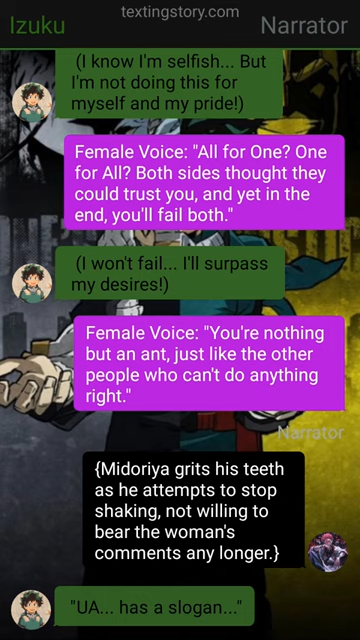 textingstory.com
Izuku
Narrator
(I know I'm selfish... But
I'm not doing this for
myself and my pride!)
Female Voice: "All for One? One
for All? Both sides thought they
could trust you, and yet in the
end, you'll fail both."
(I won't fail... I'll surpass
my desires!)
Female Voice: "You're nothing
but an ant, just like the other
people who can't do anything
right."
Narrator
{Midoriya grits his teeth
as he attempts to stop
shaking, not willing to
bear the woman's
comments any longer.}
"UA... has a slogan..."